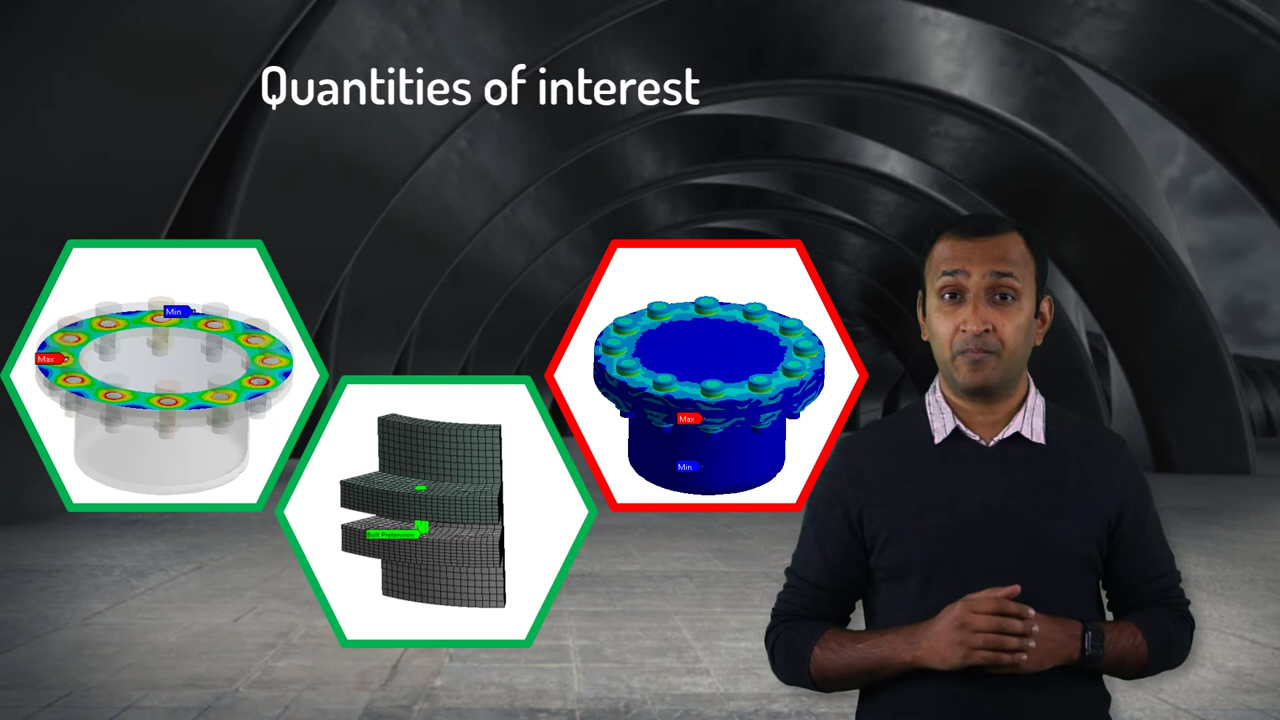 Quantities of interest
Min
Max
Bolt Pretension
Max
Min